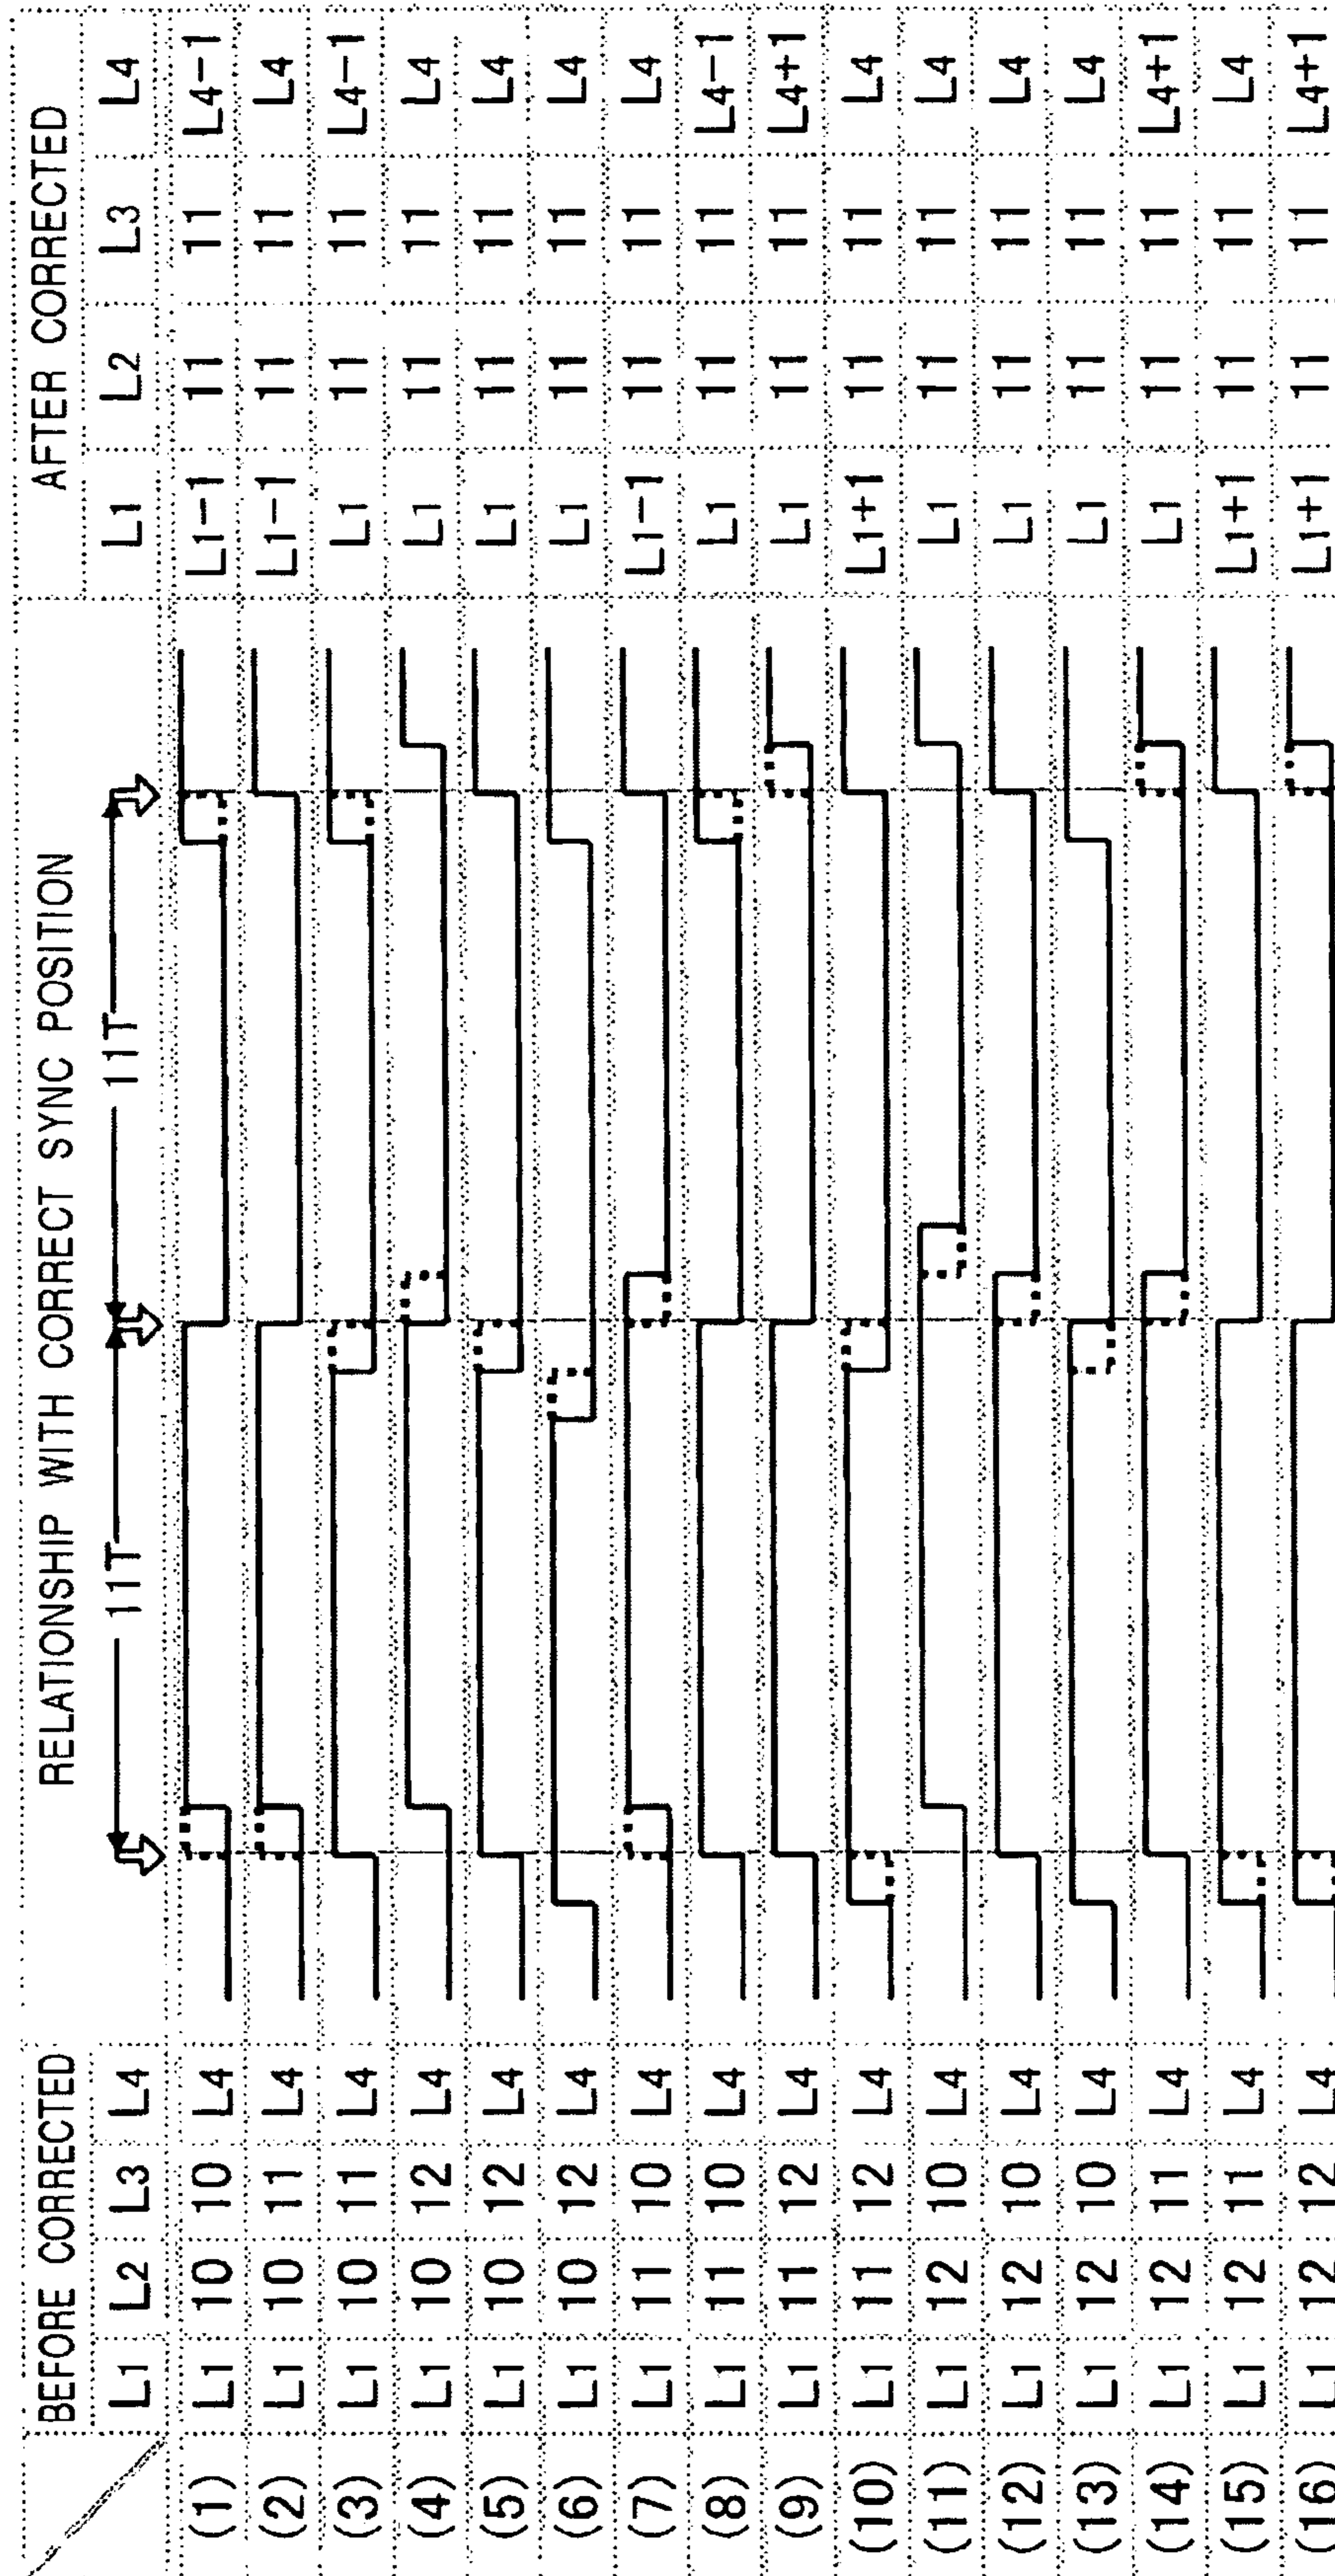 BEFORE CORRECTED RELATIONSHIP WITH CORRECT SYNC POSITION AFTER CORRECTED
L1 L2 L3 L4 11T 11T L1 L2 L3 L4
(1) L1 10 10 L4 L1-1 11 11 L4-1
(2) L1 10 11 L4 L1-1 11 11 L4
(3) L1 10 11 L4 L1 11 11 L4-1
(4) L1 10 12 L4 L1 11 11 L4
(5) L1 10 12 L4 L1 11 11 L4
(6) L1 10 12 L4 L1 11 11 L4
(7) L1 11 10 L4 L1-1 11 11 L4
(8) L1 11 10 L4 L1 11 11 L4-1
(9) L1 11 12 L4 L1 11 11 L4+1
(10) L1 11 12 L4 L1+1 11 11 L4
(11) L1 12 10 L4 L1 11 11 L4
(12) L1 12 10 L4 L1 11 11 L4
(13) L1 12 10 L4 L1 11 11 L4
(14) L1 12 11 L4 L1 11 11 L4+1
(15) L1 12 11 L4 L1+1 11 11 L4
(16) L1 12 12 L4 L1+1 11 11 L4+1